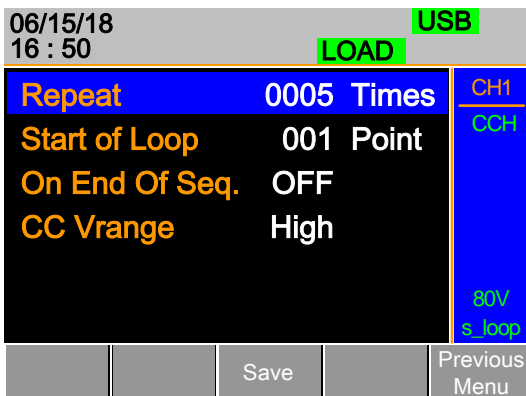 06/15/18 USB
16 : 50 LOAD
Repeat 0005 Times
Start of Loop 001 Point
On End Of Seq. OFF
CC Vrange High
CH1
CCH
80V
s_loop
Save
Previous
Menu